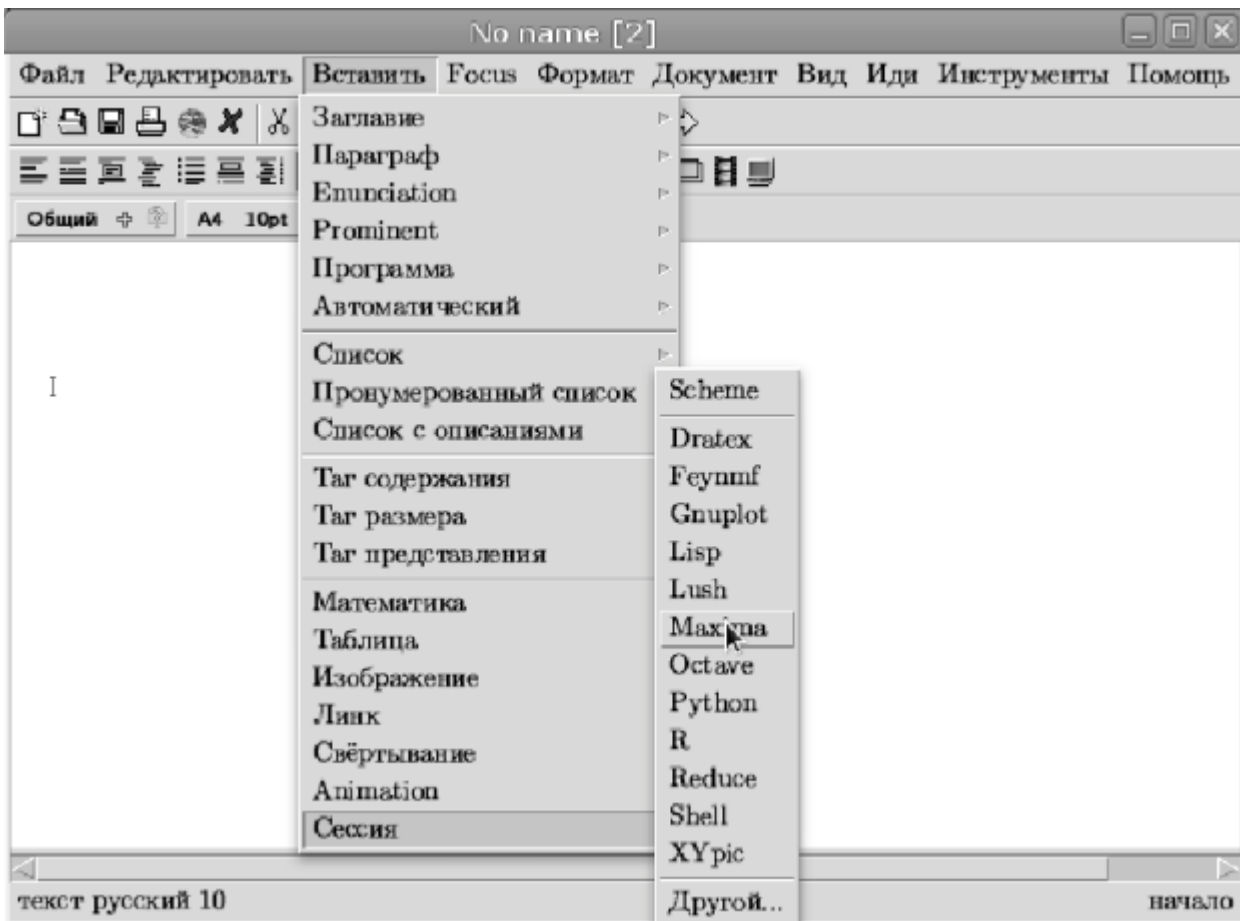 No name [2]
Файл Редактировать Вставить Focus Формат Документ Вид Иди Инструменты Помощь
Общий A4 10pt
Заглавие
Параграф
Enunciation
Prominent
Программа
Автоматический
Список
Пронумерованный список
Список с описаниями
Таг содержания
Таг размера
Таг представления
Математика
Таблица
Изображение
Линк
Свёртывание
Animation
Сессия
Scheme
Dratex
Feynmf
Gnuplot
Lisp
Lush
Maxima
Octave
Python
R
Reduce
Shell
XYpic
Другой...
текст русский 10
начало